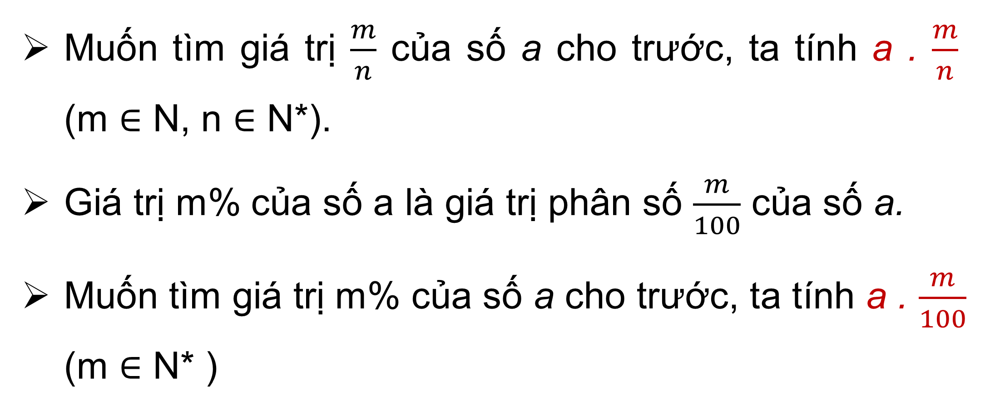 ➢ Muốn tìm giá trị $\frac{m}{n}$ của số a cho trước, ta tính a . $\frac{m}{n}$
(m ∈ N, n ∈ N*).
➢ Giá trị m% của số a là giá trị phân số $\frac{m}{100}$ của số a.
➢ Muốn tìm giá trị m% của số a cho trước, ta tính a . $\frac{m}{100}$
(m ∈ N* )